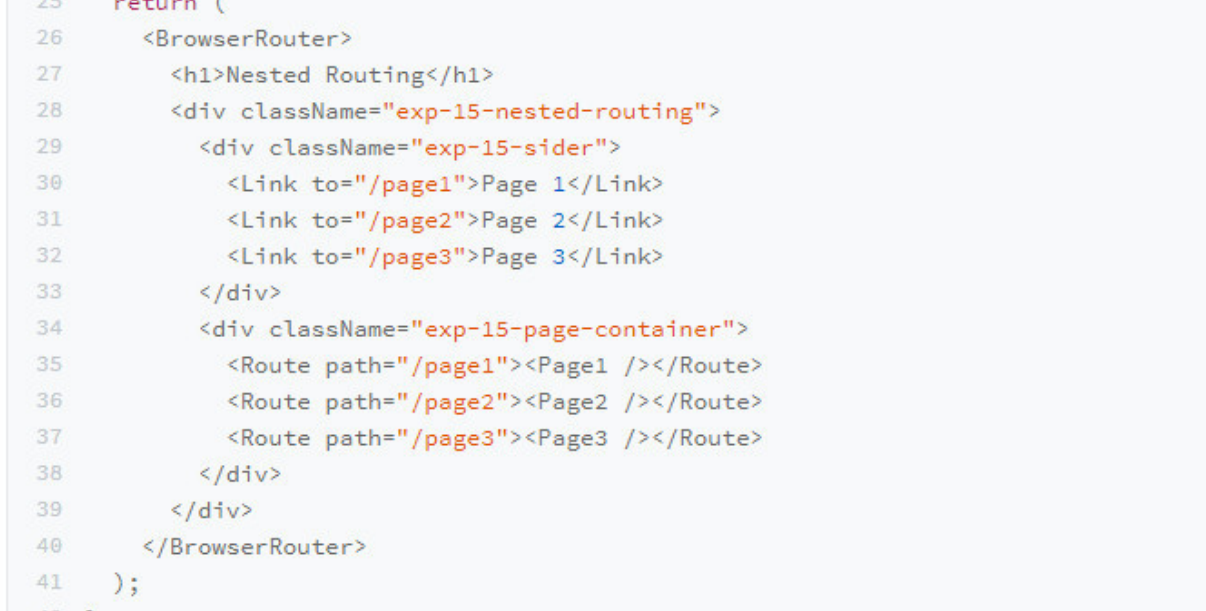 25 return (
26 <BrowserRouter>
27 <h1>Nested Routing</h1>
28 <div className="exp-15-nested-routing">
29 <div className="exp-15-sider">
30 <Link to="/page1">Page 1</Link>
31 <Link to="/page2">Page 2</Link>
32 <Link to="/page3">Page 3</Link>
33 </div>
34 <div className="exp-15-page-container">
35 <Route path="/page1"><Page1 /></Route>
36 <Route path="/page2"><Page2 /></Route>
37 <Route path="/page3"><Page3 /></Route>
38 </div>
39 </div>
40 </BrowserRouter>
41 );